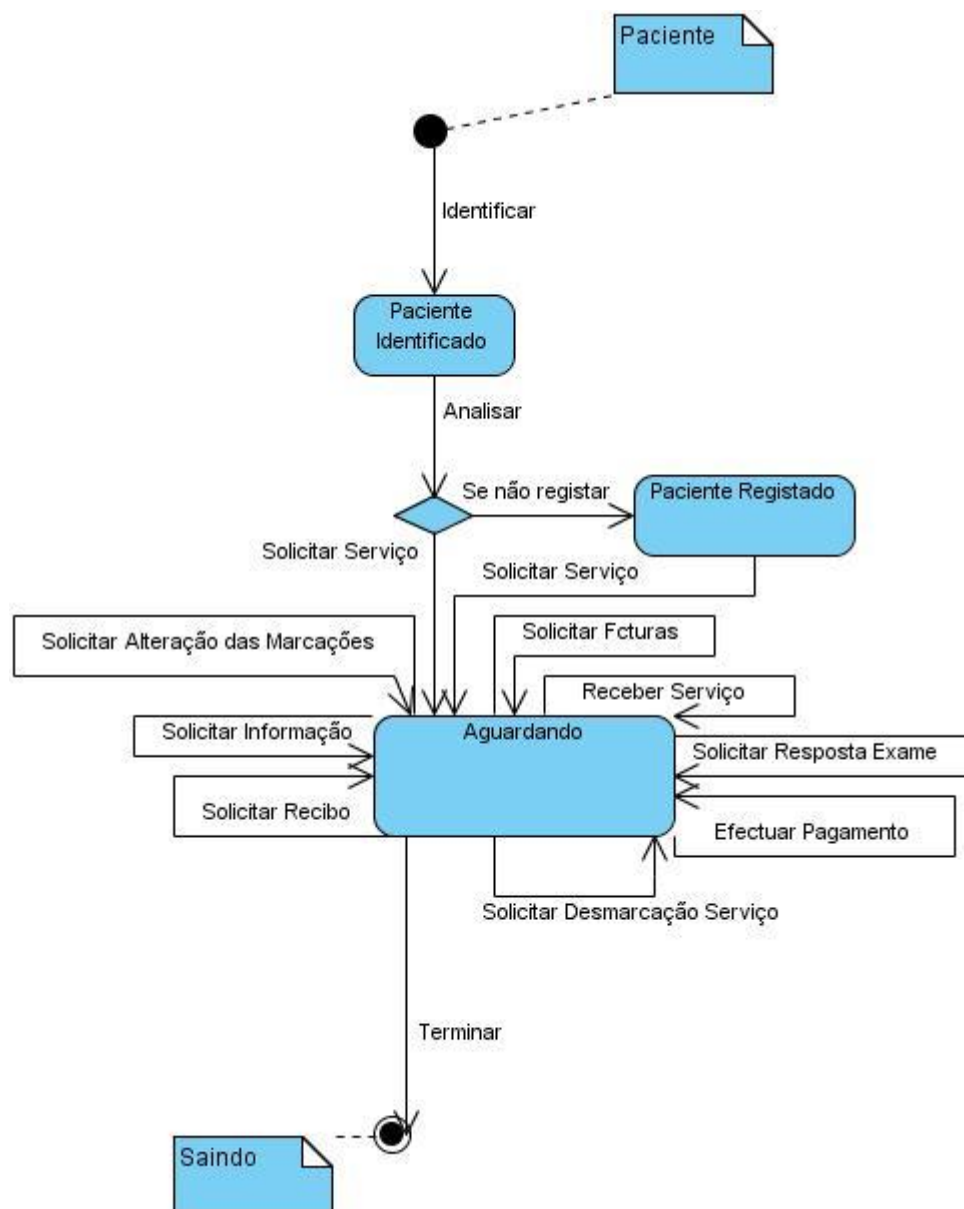 Paciente
Identificar
Paciente
Identificado
Analisar
Se não registar
Paciente Registado
Solicitar Serviço
Solicitar Serviço
Solicitar Alteração das Marcações
Solicitar Fcturas
Receber Serviço
Solicitar Informação
Aguardando
Solicitar Resposta Exame
Solicitar Recibo
Efectuar Pagamento
Solicitar Desmarcação Serviço
Terminar
Saindo